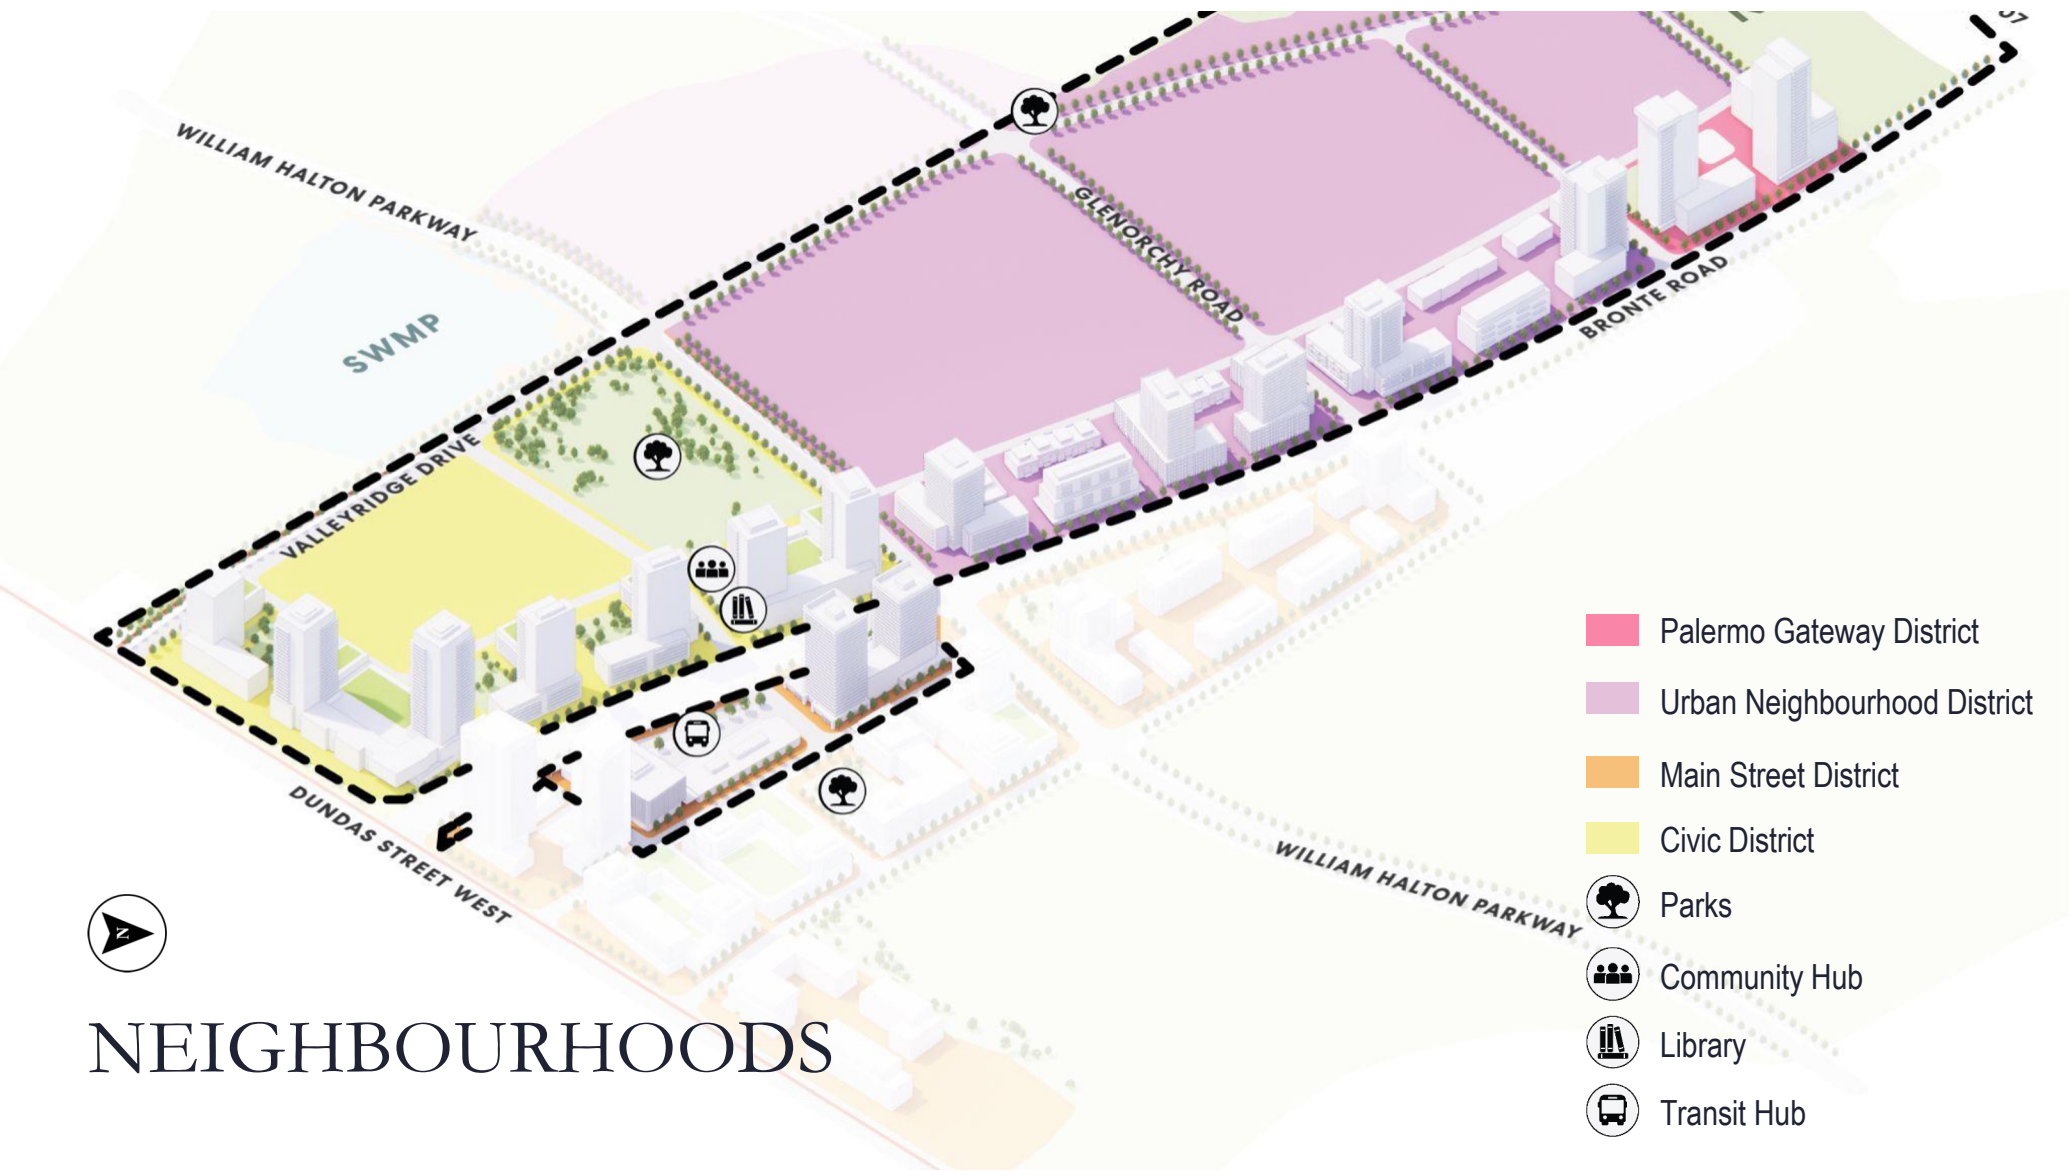 07
WILLIAM HALTON PARKWAY
GLENORCHY ROAD
BRONTE ROAD
SWMP
VALLEYRIDGE DRIVE
DUNDAS STREET WEST
WILLIAM HALTON PARKWAY
N
NEIGHBOURHOODS
Palermo Gateway District
Urban Neighbourhood District
Main Street District
Civic District
Parks
Community Hub
Library
Transit Hub